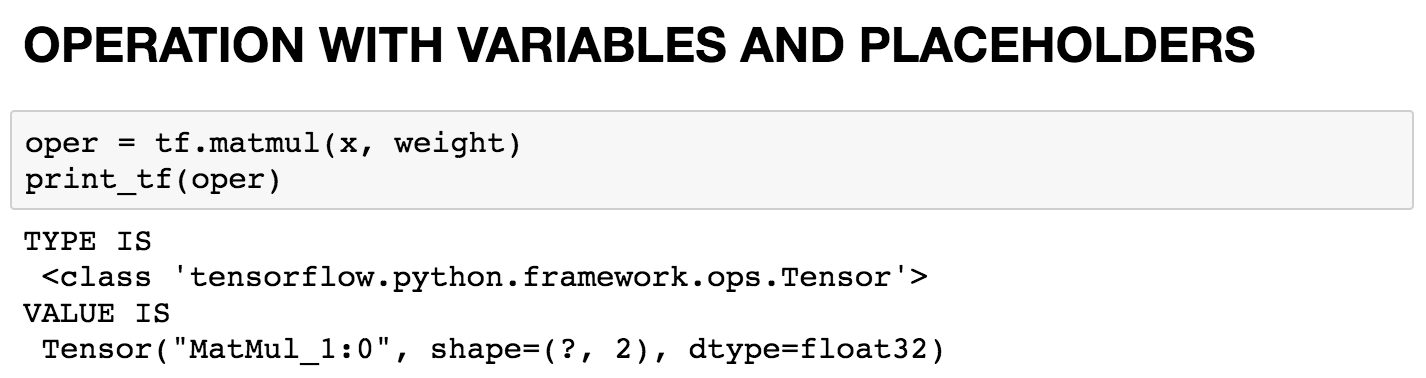 OPERATION WITH VARIABLES AND PLACEHOLDERS
oper = tf.matmul(x, weight)
print_tf(oper)
TYPE IS
 <class 'tensorflow.python.framework.ops.Tensor'>
VALUE IS
 Tensor("MatMul_1:0", shape=(?, 2), dtype=float32)